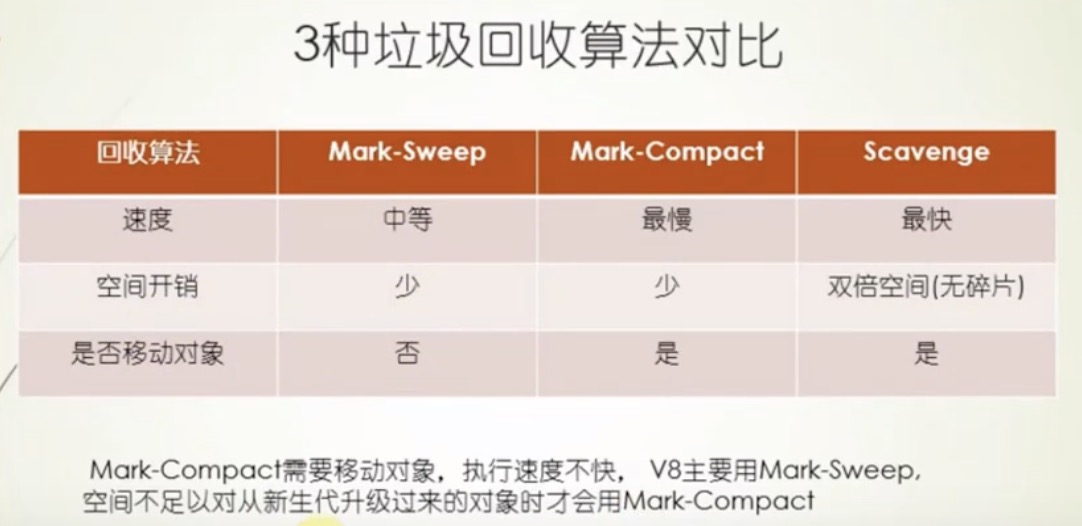 3种垃圾回收算法对比
回收算法 Mark-Sweep Mark-Compact Scavenge
速度 中等 最慢 最快
空间开销 少 少 双倍空间(无碎片)
是否移动对象 否 是 是
Mark-Compact需要移动对象，执行速度不快， V8主要用Mark-Sweep,
空间不足以对从新生代升级过来的对象时才会用Mark-Compact